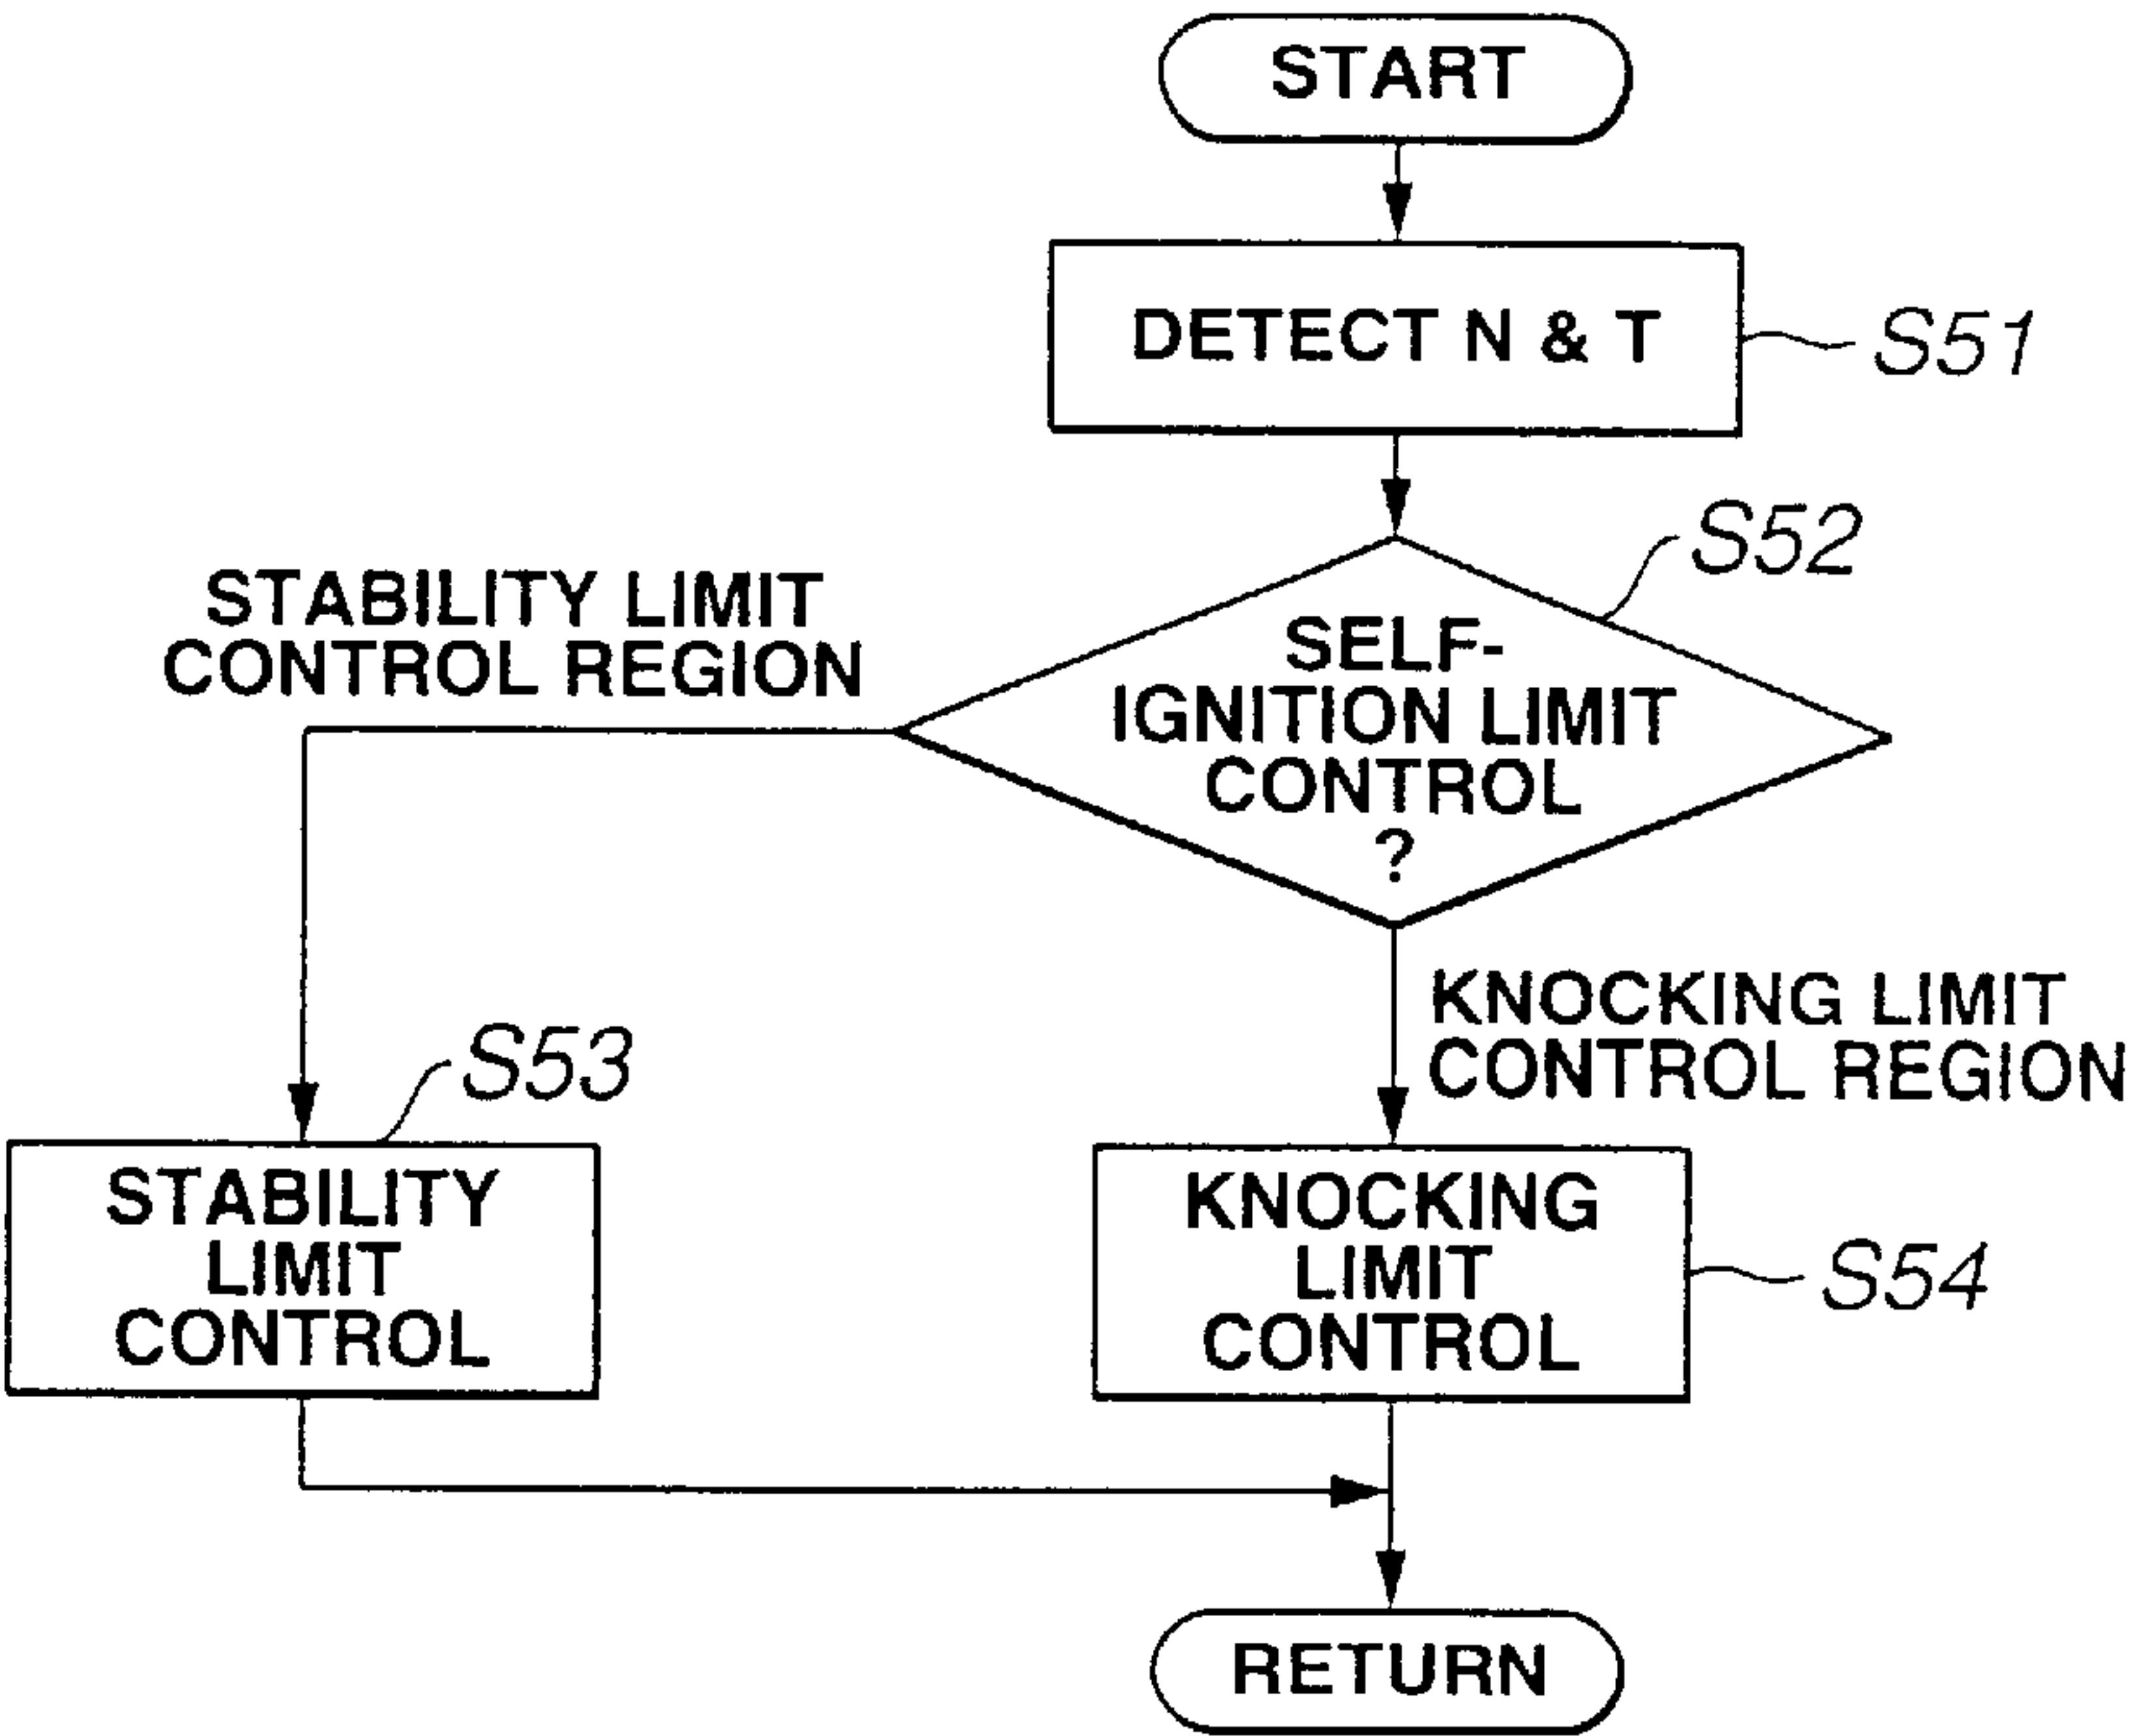 START
DETECT N & T
S51
S52
STABILITY LIMIT
CONTROL REGION
SELF-
IGNITION LIMIT
CONTROL
?
KNOCKING LIMIT
CONTROL REGION
S53
STABILITY
LIMIT
CONTROL
KNOCKING
LIMIT
CONTROL
S54
RETURN